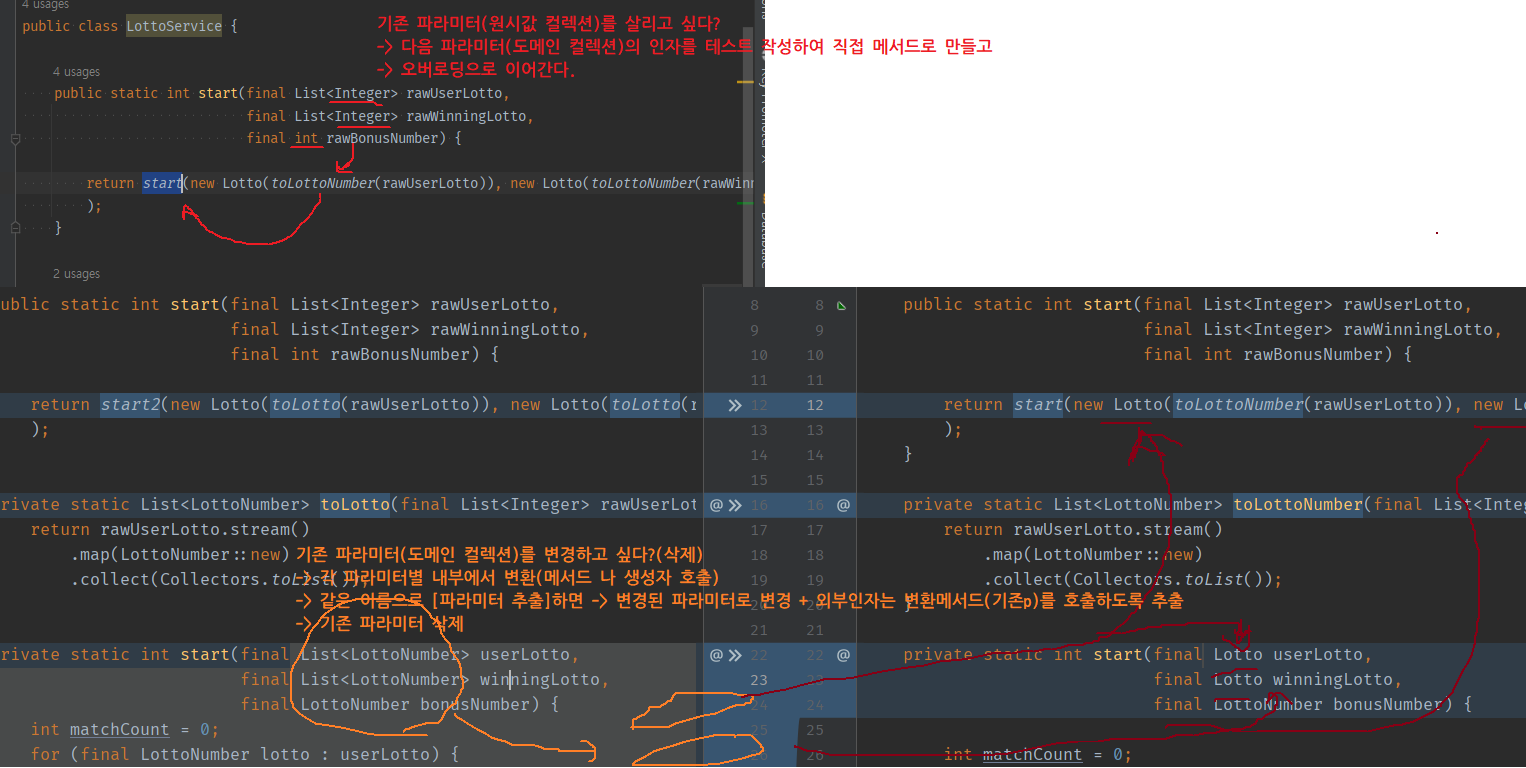 4 usages
public class LottoService {
기존 파라미터(원시값 컬렉션)를 살리고 싶다?
-> 다음 파라미터(도메인 컬렉션)의 인자를 테스트 작성하여 직접 메서드로 만들고
-> 오버로딩으로 이어간다.
4 usages
public static int start(final List<Integer> rawUserLotto,
final List<Integer> rawWinningLotto,
final int rawBonusNumber) {
return start(new Lotto(toLottoNumber(rawUserLotto)), new Lotto(toLottoNumber(rawWinn
);
}
2 usages
ublic static int start(final List<Integer> rawUserLotto,
final List<Integer> rawWinningLotto,
final int rawBonusNumber) {
return start2(new Lotto(toLotto(rawUserLotto)), new Lotto(toLotto(r
);
rivate static List<LottoNumber> toLotto(final List<Integer> rawUserLot
return rawUserLotto.stream()
.map(LottoNumber::new)
.collect(Collectors.toList());
기존 파라미터(도메인 컬렉션)를 변경하고 싶다?(삭제)
-> 각 파라미터별 내부에서 변환(메서드 나 생성자 호출)
-> 같은 이름으로 [파라미터 추출]하면 -> 변경된 파라미터로 변경 + 외부인자는 변환메서드(기존p)를 호출하도록 추출
-> 기존 파라미터 삭제
rivate static int start(final List<LottoNumber> userLotto,
final List<LottoNumber> winningLotto,
final LottoNumber bonusNumber) {
int matchCount = 0;
for (final LottoNumber lotto : userLotto) {
8 8
9 9
10 10
11 11
12 12
13 13
14 14
15 15
16 16
17 17
18 18
19 19
21 21
22 22
23 23
24 24
25 25
26
public static int start(final List<Integer> rawUserLotto,
final List<Integer> rawWinningLotto,
final int rawBonusNumber) {
return start(new Lotto(toLottoNumber(rawUserLotto)), new Lo
);
}
private static List<LottoNumber> toLottoNumber(final List<Integ
return rawUserLotto.stream()
.map(LottoNumber::new)
.collect(Collectors.toList());
}
private static int start(final Lotto userLotto,
final Lotto winningLotto,
final LottoNumber bonusNumber) {
int matchCount = 0;